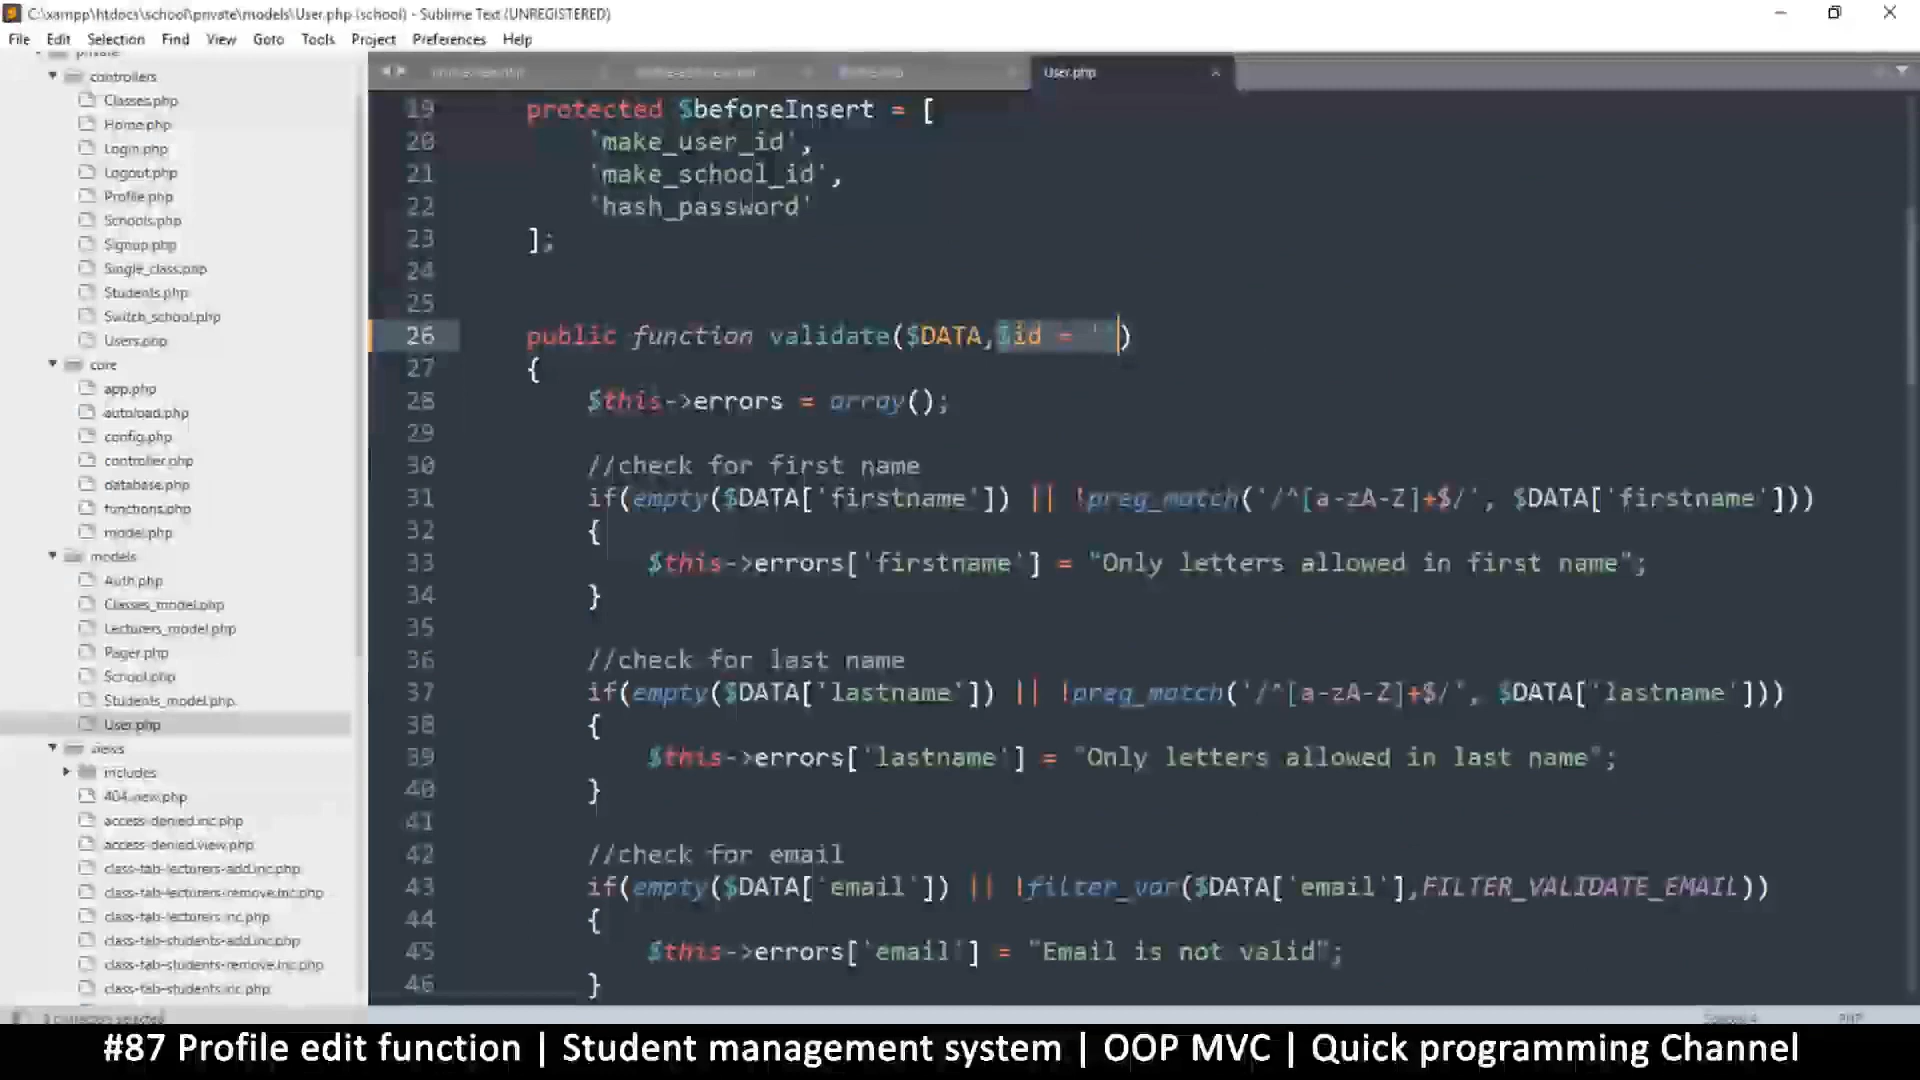 C:\xampp\htdocs\school\private\models\User.php (school) - Sublime Text (UNREGISTERED)
File Edit Selection Find View Goto Tools Project Preferences Help
private
controllers
Classes.php
Home.php
Login.php
Logout.php
Profile.php
Schools.php
Signup.php
Single_class.php
Students.php
Switch_school.php
Users.php
core
app.php
autoload.php
config.php
controller.php
database.php
functions.php
model.php
models
Auth.php
Classes_model.php
Lecturers_model.php
Pager.php
School.php
Students_model.php
User.php
views
includes
404.view.php
access-denied.inc.php
access-denied.view.php
class-tab-lecturers-add.inc.php
class-tab-lecturers-remove.inc.php
class-tab-lecturers.inc.php
class-tab-students-add.inc.php
class-tab-students-remove.inc.php
class-tab-students.inc.php
User.php
19 protected $beforeInsert = [
20 'make_user_id',
21 'make_school_id',
22 'hash_password'
23 ];
24
25
26 public function validate($DATA,$id = '')
27 {
28 $this->errors = array();
29
30 //check for first name
31 if(empty($DATA['firstname']) || !preg_match('/^[a-zA-Z]+$/', $DATA['firstname']))
32 {
33 $this->errors['firstname'] = "Only letters allowed in first name";
34 }
35
36 //check for last name
37 if(empty($DATA['lastname']) || !preg_match('/^[a-zA-Z]+$/', $DATA['lastname']))
38 {
39 $this->errors['lastname'] = "Only letters allowed in last name";
40 }
41
42 //check for email
43 if(empty($DATA['email']) || !filter_var($DATA['email'],FILTER_VALIDATE_EMAIL))
44 {
45 $this->errors['email'] = "Email is not valid";
46 }
characters selected
PHP
#87 Profile edit function | Student management system | OOP MVC | Quick programming Channel